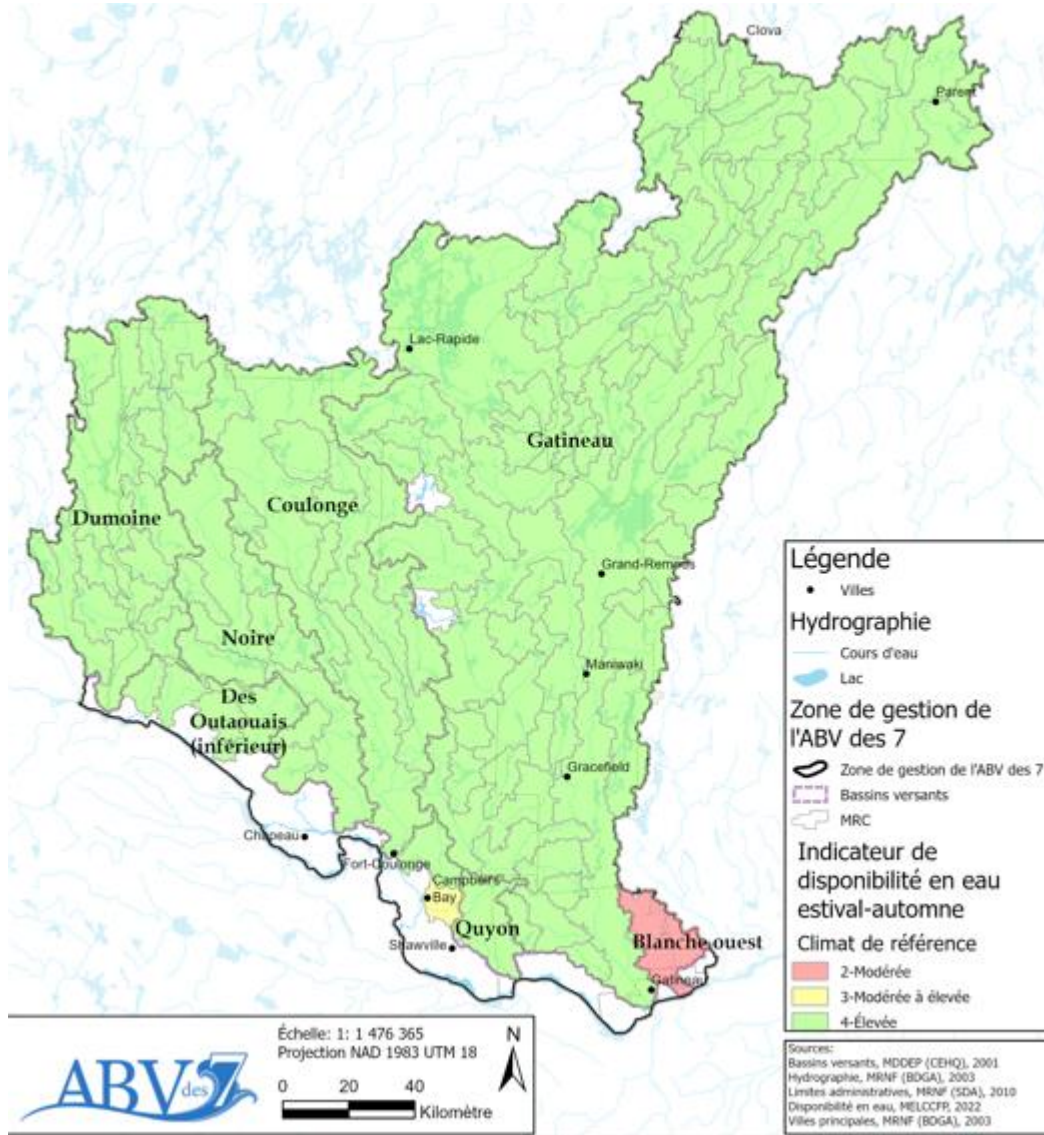 Clova
Parent
Lac-Rapide
Gatineau
Coulonge
Dumoine
Grand-Remous
Noire
Maniwaki
Des
Outaouais
(inférieur)
Gracefield
Chapeau
Fort-Coulonge
Campbell's
Bay
Quyon
Shawville
Blanche ouest
Gatineau
Légende
Villes
Hydrographie
Cours d'eau
Lac
Zone de gestion de
l'ABV des 7
Zone de gestion de l'ABV des 7
Bassins versants
MRC
Indicateur de
disponibilité en eau
estival-automne
Climat de référence
2-Modérée
3-Modérée à élevée
4-Élevée
Sources:
Bassins versants, MDDEP (CEHQ), 2001
Hydrographie, MRNF (BDGA), 2003
Limites administratives, MRNF (SDA), 2010
Disponibilité en eau, MELCCFP, 2022
Villes principales, MRNF (BDGA), 2003
ABV des 7
Échelle: 1: 1 476 365
Projection NAD 1983 UTM 18
N
0 20 40
Kilomètre